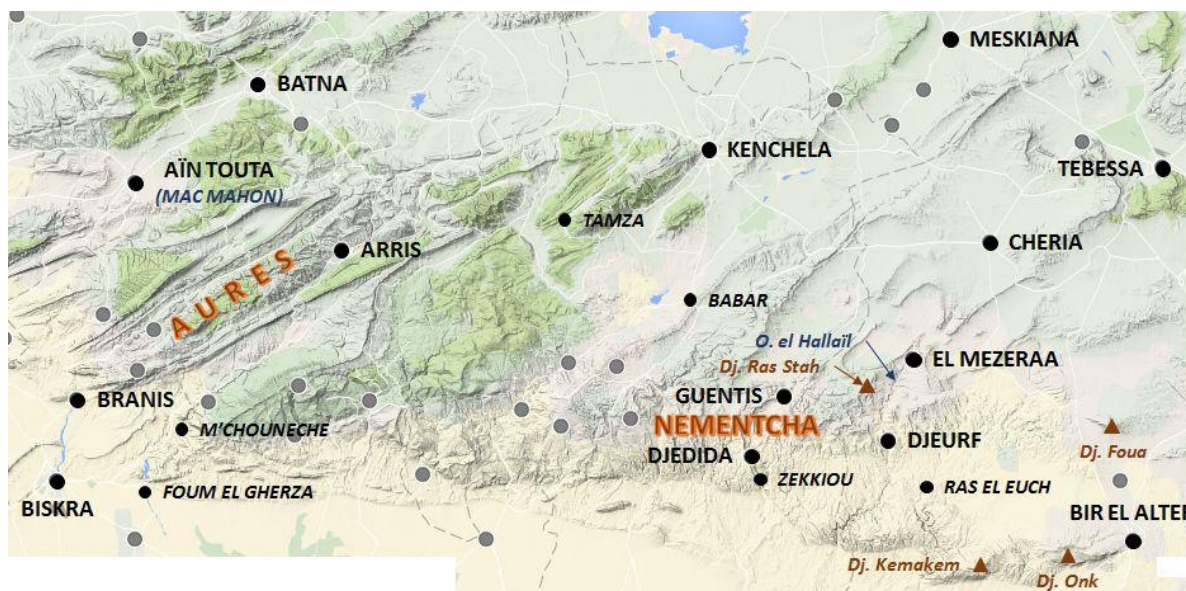 MESKIANA
BATNA
KENCHELA
AÏN TOUTA
(MAC MAHON)
TEBESSA
TAMZA
ARRIS
CHERIA
AURES
BABAR
O. el Hallaïl
Dj. Ras Stah
EL MEZERAA
BRANIS
GUENTIS
NEMENTCHA
M'CHOUNECHE
DJEURF
Dj. Foua
DJEDIDA
ZEKKIOU
RAS EL EUCH
FOUM EL GHERZA
BISKRA
BIR EL ALTER
Dj. Kemakem
Dj. Onk